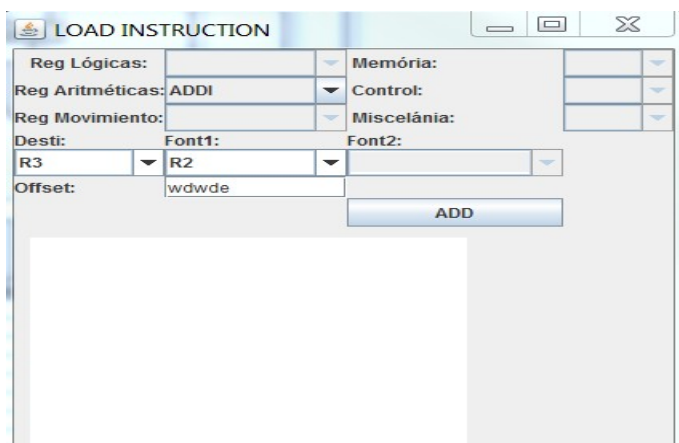 LOAD INSTRUCTION
Reg Lógicas: Memória:
Reg Aritméticas: ADDI Control:
Reg Movimiento: Miscelánia:
Desti: Font1: Font2:
R3 R2
Offset: wdwde
ADD